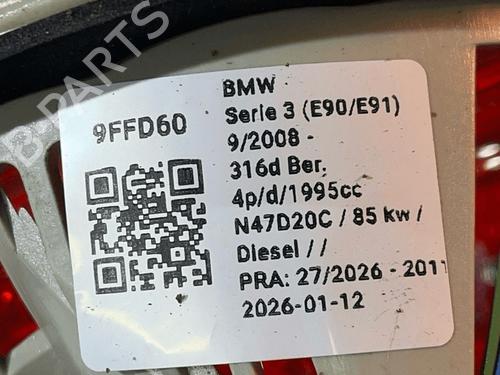 B-PARTS
9FFD60
BMW
Serie 3 (E90/E91)
9/2008 -
316d Ber,
4p/d/1995cc
N47D20C / 85 kw /
Diesel / /
PRA: 27/2026 - 2011
2026-01-12